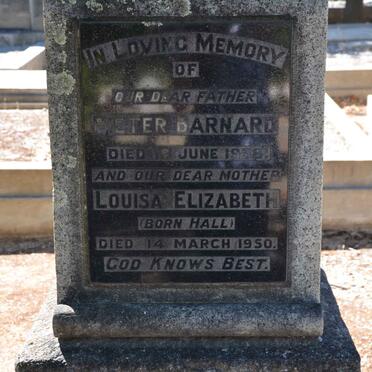 IN LOVING MEMORY
OF
OUR DEAR FATHER
PIETER BARNARD
DIED JUNE
AND OUR DEAR MOTHER
LOUISA ELIZABETH
(BORN HALL)
DIED 14 MARCH 1950.
GOD KNOWS BEST.